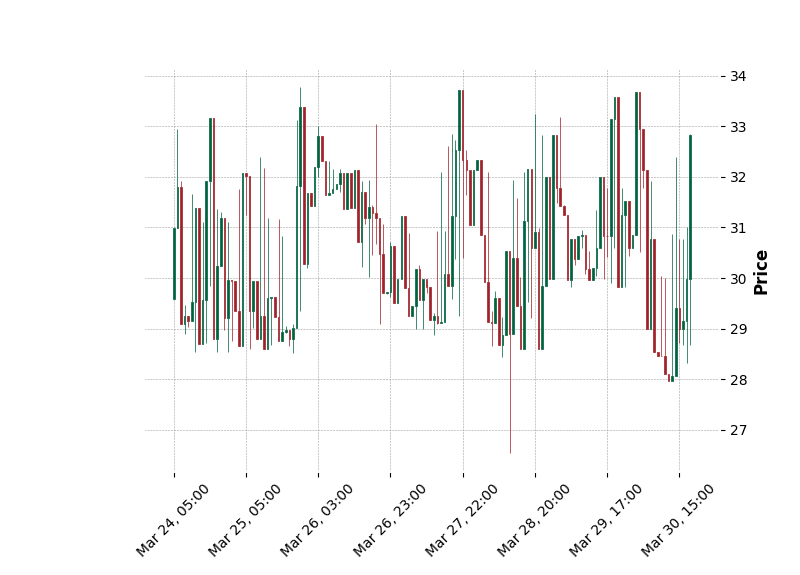 34
33
32
31
30
29
28
27
Price
Mar 24, 05:00
Mar 25, 05:00
Mar 26, 03:00
Mar 26, 23:00
Mar 27, 22:00
Mar 28, 20:00
Mar 29, 17:00
Mar 30, 15:00